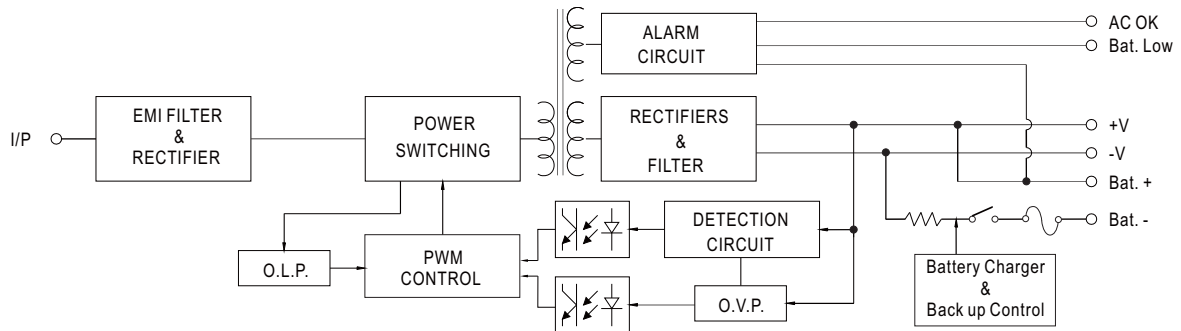 AC OK
ALARM
CIRCUIT
Bat. Low
I/P
EMI FILTER
&
RECTIFIER
POWER
SWITCHING
RECTIFIERS
&
FILTER
+V
-V
Bat. +
Bat. -
O.L.P.
PWM
CONTROL
DETECTION
CIRCUIT
O.V.P.
Battery Charger
&
Back up Control